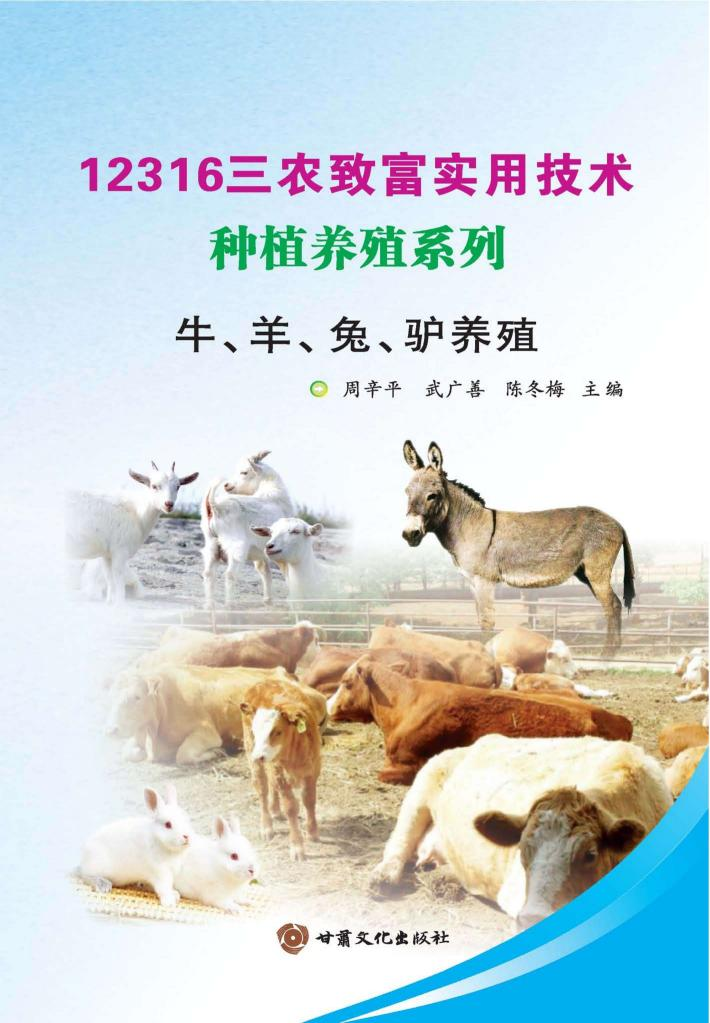 12316三农致富实用技术
种植养殖系列
牛、羊、兔、驴养殖
周辛平 武广善 陈冬梅 主编
甘肃文化出版社